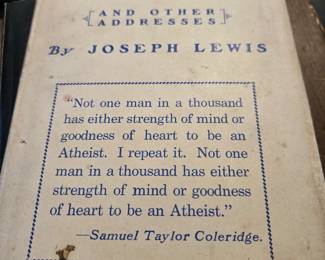 {AND OTHER
ADDRESSES}
By JOSEPH LEWIS
"Not one man in a thousand
has either strength of mind or
goodness of heart to be an
Atheist. I repeat it. Not one
man in a thousand has either
strength of mind or goodness
of heart to be an Atheist."
—Samuel Taylor Coleridge.